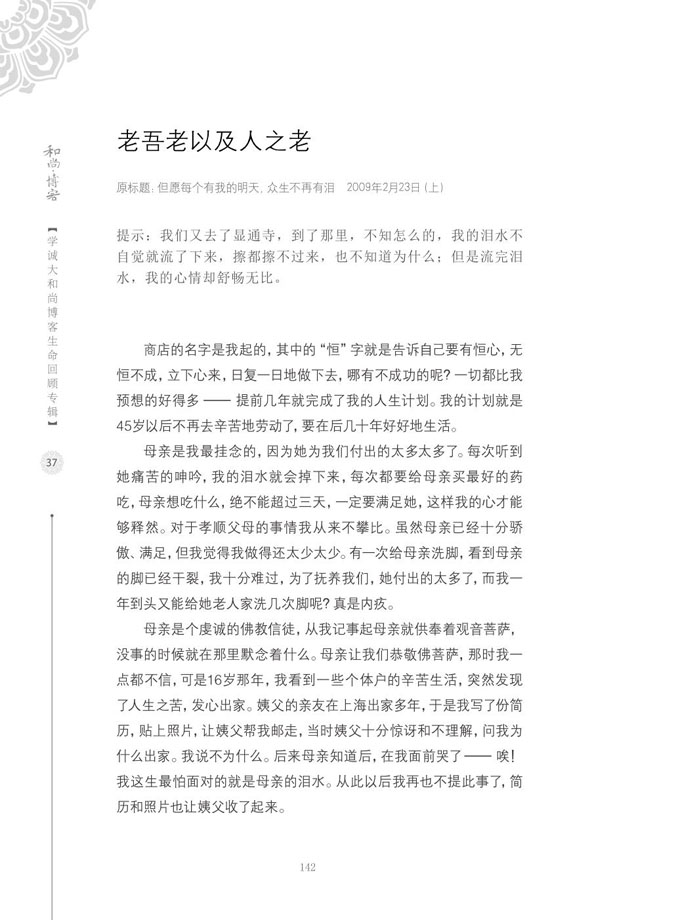 老吾老以及人之老
原标题：但愿每个有我的明天，众生不再有泪 2009年2月23日（上）
提示：我们又去了显通寺，到了那里，不知怎么的，我的泪水不
自觉就流了下来，擦都擦不过来，也不知道为什么；但是流完泪
水，我的心情却舒畅无比。
商店的名字是我起的，其中的“恒”字就是告诉自己要有恒心，无
恒不成，立下心来，日复一日地做下去，哪有不成功的呢？一切都比我
预想的好得多 —— 提前几年就完成了我的人生计划。我的计划就是
45岁以后不再去辛苦地劳动了，要在后几十年好好地生活。
母亲是我最挂念的，因为她为我们付出的太多太多了。每次听到
她痛苦的呻吟，我的泪水就会掉下来，每次都要给母亲买最好的药
吃，母亲想吃什么，绝不能超过三天，一定要满足她，这样我的心才能
够释然。对于孝顺父母的事情我从来不攀比。虽然母亲已经十分骄
傲、满足，但我觉得我做得还太少太少。有一次给母亲洗脚，看到母亲
的脚已经干裂，我十分难过，为了抚养我们，她付出的太多了，而我一
年到头又能给她老人家洗几次脚呢？真是内疚。
母亲是个虔诚的佛教信徒，从我记事起母亲就供奉着观音菩萨，
没事的时候就在那里默念着什么。母亲让我们恭敬佛菩萨，那时我一
点都不信，可是16岁那年，我看到一些个体户的辛苦生活，突然发现
了人生之苦，发心出家。姨父的亲友在上海出家多年，于是我写了份简
历，贴上照片，让姨父帮我邮走，当时姨父十分惊讶和不理解，问我为
什么出家。我说不为什么。后来母亲知道后，在我面前哭了 —— 唉！
我这生最怕面对的就是母亲的泪水。从此以后我再也不提此事了，简
历和照片也让姨父收了起来。
和尚·博客
【学诚大和尚博客生命回顾专辑】
37
142